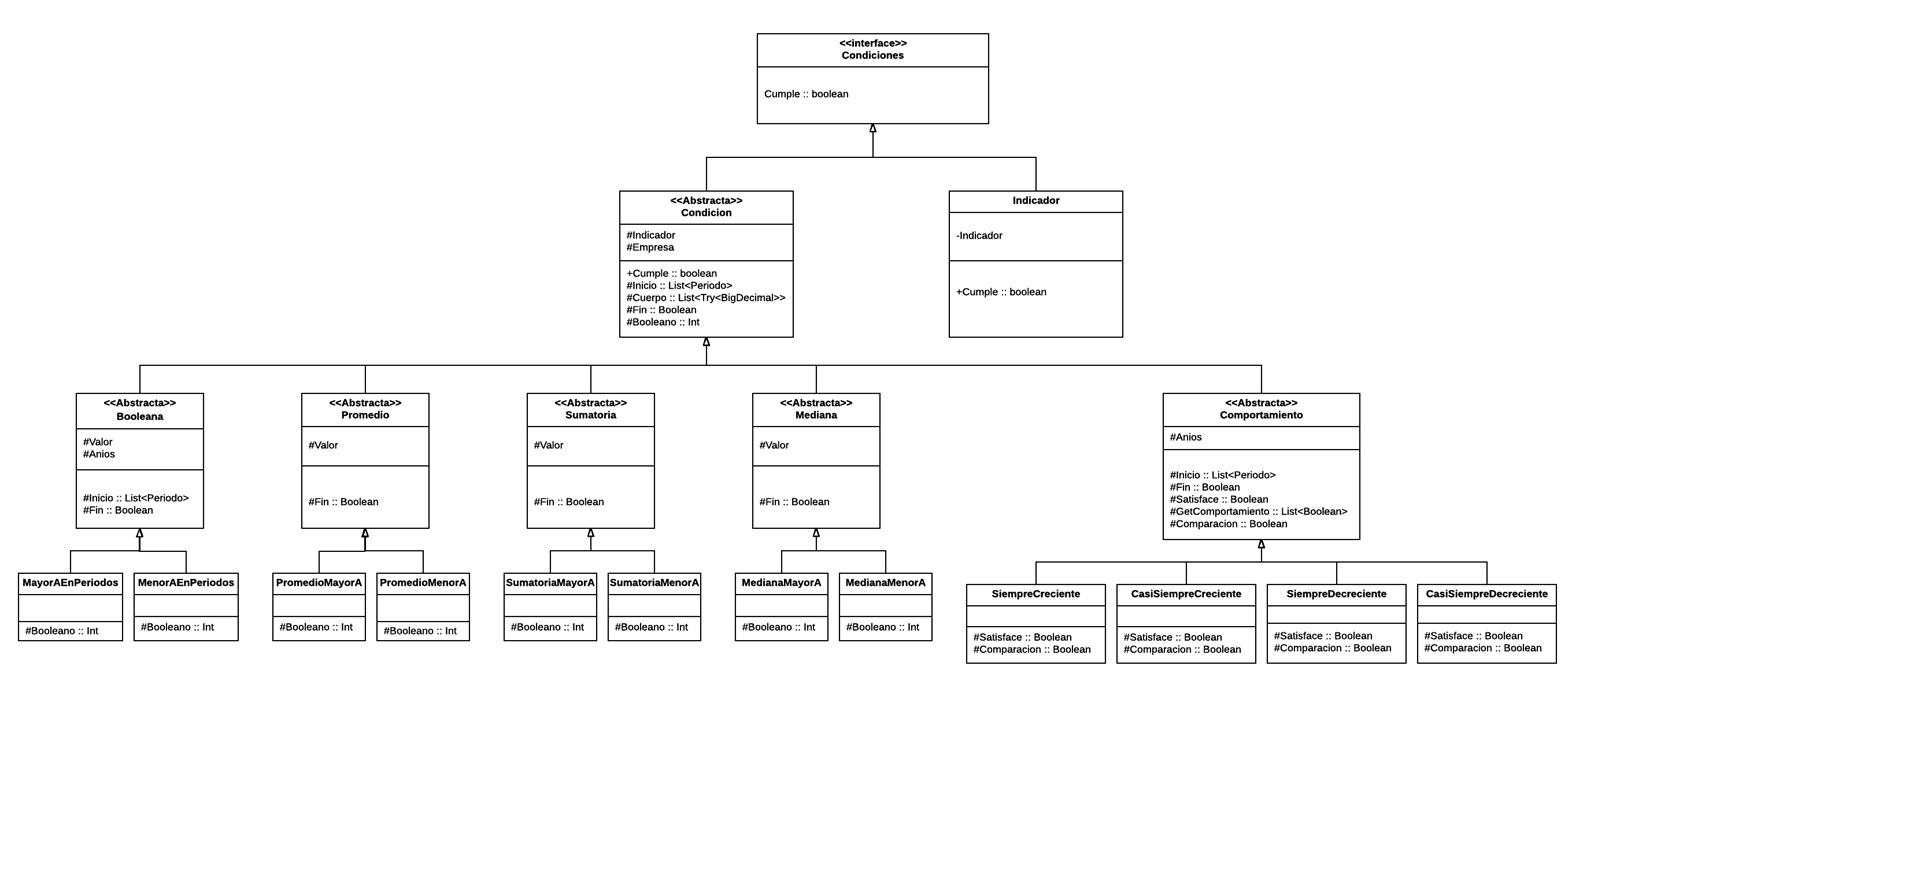 <<interface>>
Condiciones
Cumple :: boolean
<<Abstracta>>
Condicion
#Indicador
#Empresa
+Cumple :: boolean
#Inicio :: List<Periodo>
#Cuerpo :: List<Try<BigDecimal>>
#Fin :: Boolean
#Booleano :: Int
Indicador
-Indicador
+Cumple :: boolean
<<Abstracta>>
Booleana
#Valor
#Anios
#Inicio :: List<Periodo>
#Fin :: Boolean
<<Abstracta>>
Promedio
#Valor
#Fin :: Boolean
<<Abstracta>>
Sumatoria
#Valor
#Fin :: Boolean
<<Abstracta>>
Mediana
#Valor
#Fin :: Boolean
<<Abstracta>>
Comportamiento
#Anios
#Inicio :: List<Periodo>
#Fin :: Boolean
#Satisface :: Boolean
#GetComportamiento :: List<Boolean>
#Comparacion :: Boolean
MayorAEnPeriodos
#Booleano :: Int
MenorAEnPeriodos
#Booleano :: Int
PromedioMayorA
#Booleano :: Int
PromedioMenorA
#Booleano :: Int
SumatoriaMayorA
#Booleano :: Int
SumatoriaMenorA
#Booleano :: Int
MedianaMayorA
#Booleano :: Int
MedianaMenorA
#Booleano :: Int
SiempreCreciente
#Satisface :: Boolean
#Comparacion :: Boolean
CasiSiempreCreciente
#Satisface :: Boolean
#Comparacion :: Boolean
SiempreDecreciente
#Satisface :: Boolean
#Comparacion :: Boolean
CasiSiempreDecreciente
#Satisface :: Boolean
#Comparacion :: Boolean